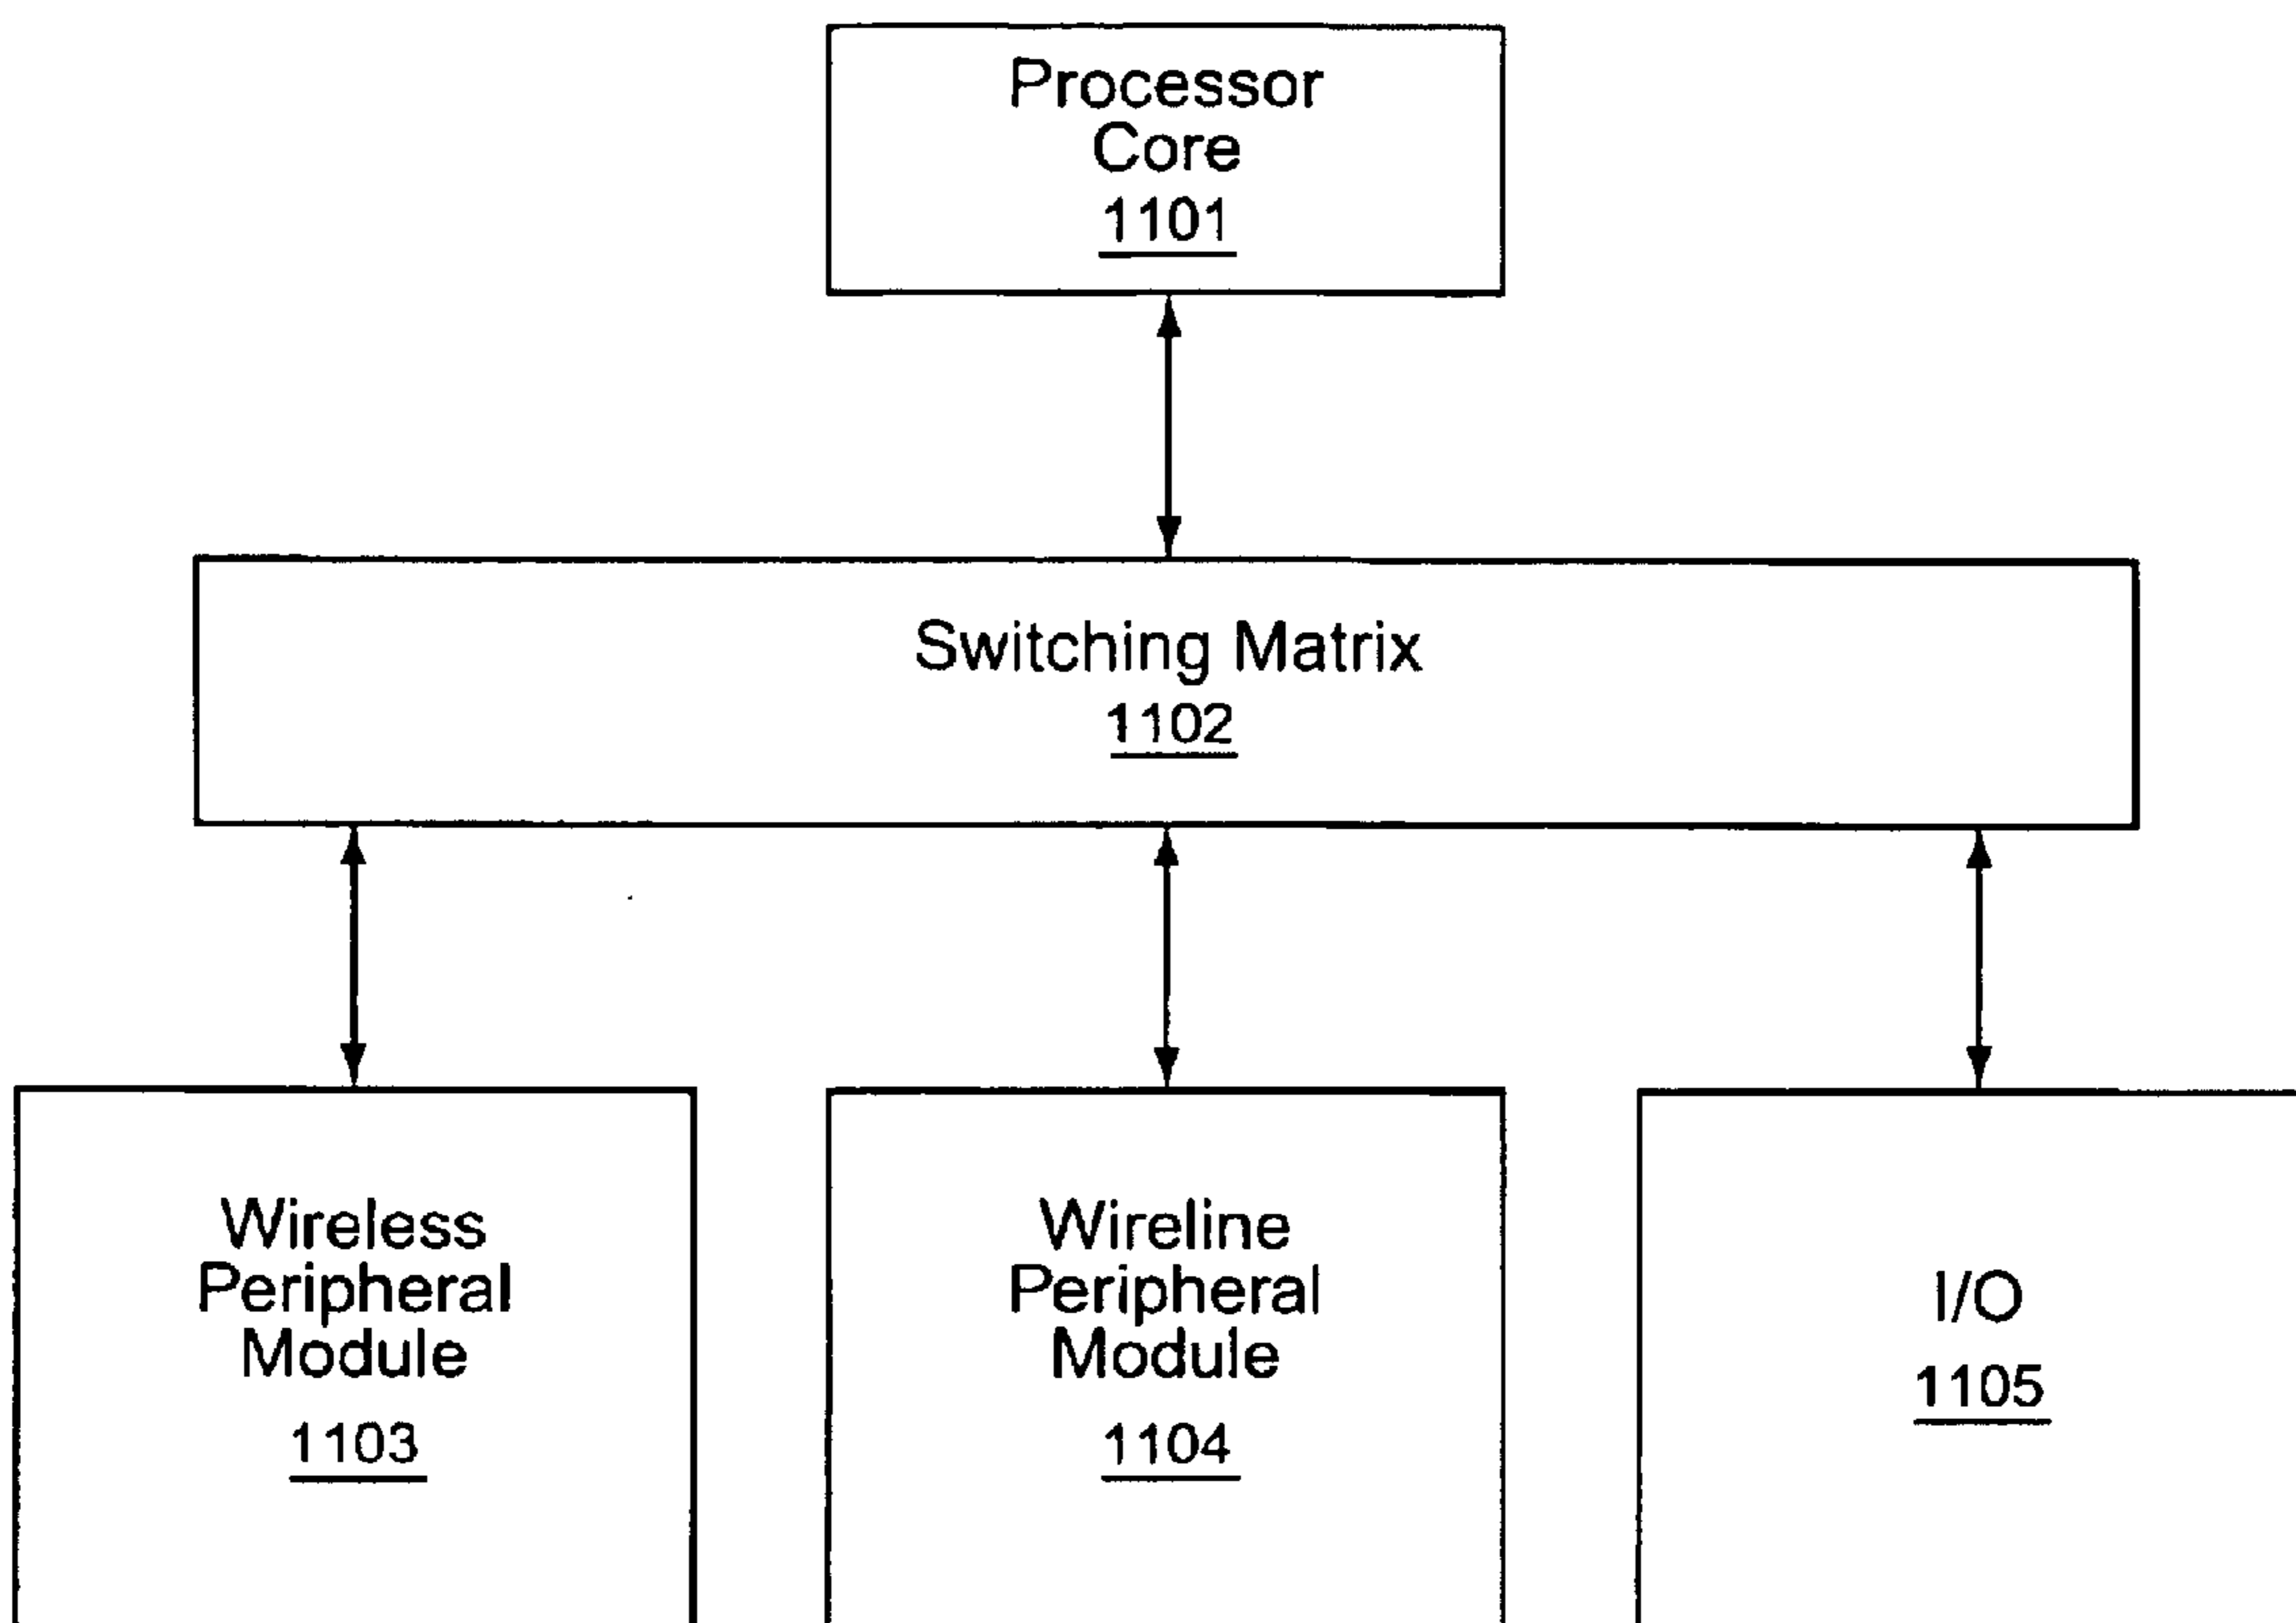 Processor
Core
1101
Switching Matrix
1102
Wireless
Peripheral
Module
1103
Wireline
Peripheral
Module
1104
I/O
1105